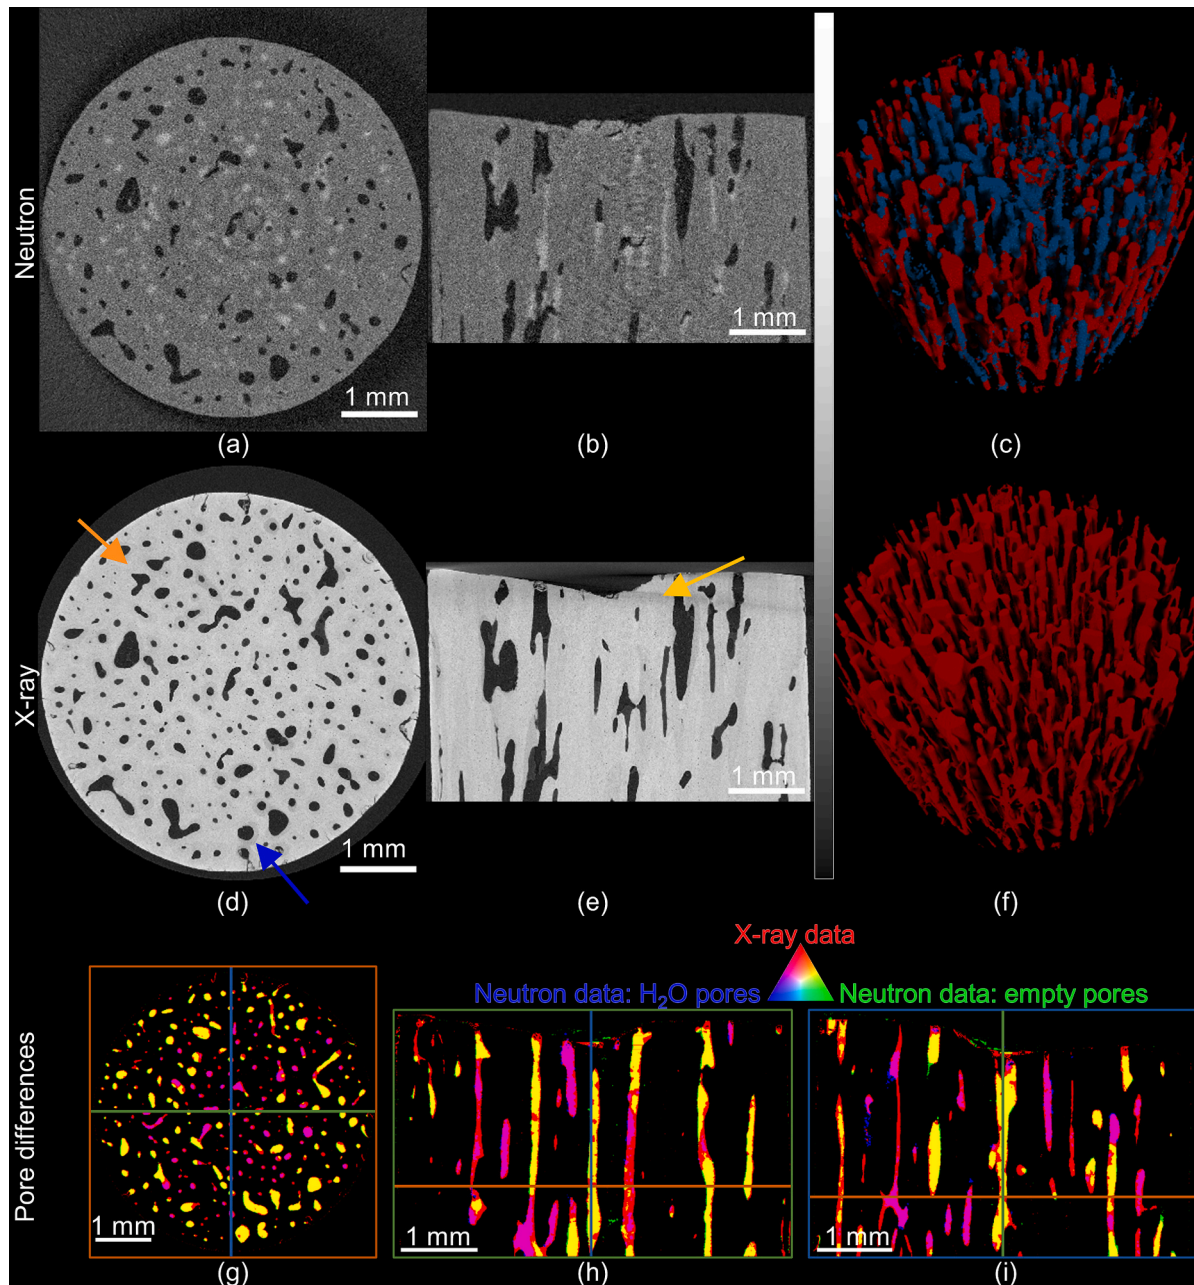 Neutron
1 mm
1 mm
(a)
(b)
(c)
X-ray
1 mm
1 mm
(d)
(e)
(f)
X-ray data
Neutron data: H₂O pores
Neutron data: empty pores
Pore differences
1 mm
1 mm
1 mm
(g)
(h)
(i)